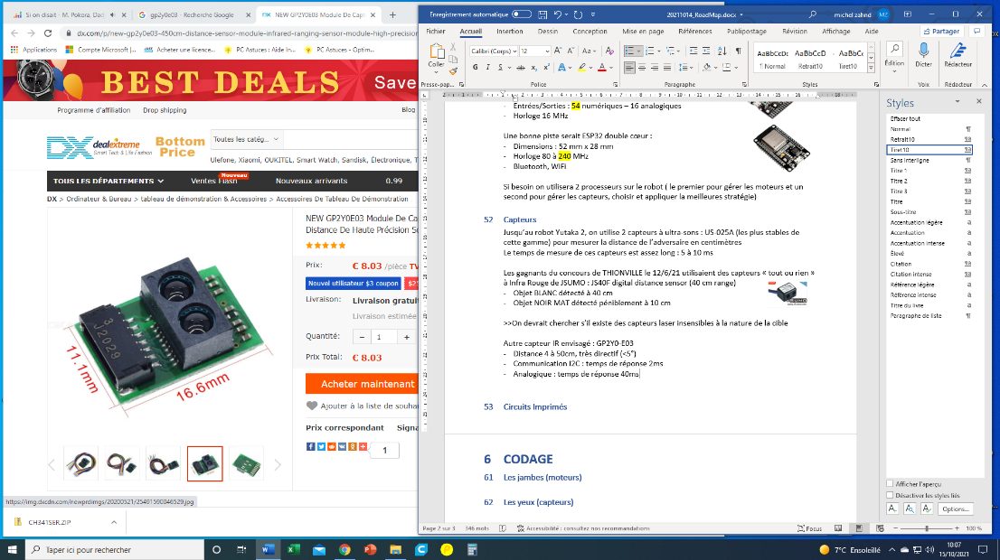 Si on disait - M. Pokora, Dad
gp2y0e03 - Recherche Google
NEW GP2Y0E03 Module De Capt
dx.com/p/new-gp2y0e03-450cm-distance-sensor-module-infrared-ranging-sensor-module-high-precision
Applications
Compte Microsoft |...
Acheter une licence...
PC Astuces : Aide In...
PC Astuces - Optim...
BEST DEALS Save
Programme d'affiliation Drop shipping Blog
DX dealextreme
Smart Tech & Life Fashion
Bottom Price
Toutes les catég...
Ulefone, Xiaomi, OUKITEL, Smart Watch, Sandisk, Électronique, T
Nouveau
TOUS LES DÉPARTEMENTS Ventes Flash Nouveaux arrivants 0.99
DX > Ordinateur & Bureau > tableau de démonstration & Accessoires > Accessoires De Tableau De Démonstration
NEW GP2Y0E03 Module De Ca
Distance De Haute Précision S
Prix: € 8.03 /pièce TV
Nouvel utilisateur $3 coupon
Livraison: Livraison gratuit
Livraison estimée
Quantité: − 1 +
Prix Total: € 8.03
Acheter maintenant
Ajouter à la liste de souhai
Prix correspondant Signa
1
J2029
11.1mm
16.6mm
https://img.dxcdn.com/newprdimgs/20200521/25491590046529.jpg
CH341SER.ZIP
Enregistrement automatique
20211014_RoadMap.docx
michel zahnd MZ
Fichier Accueil Insertion Dessin Conception Mise en page Références Publipostage Révision Affichage Aide Partager
Coller
Calibri (Corps) 12
G I S
AaBbCcDc AaBbCcD - AaBbCc
¶ Normal Retrait10 Tiret10
Édition
Dicter
Rédacteur
Presse-pap... Police Paragraphe Styles Voix Rédacteur
- Entrées/Sorties : 54 numériques – 16 analogiques
- Horloge 16 MHz
Une bonne piste serait ESP32 double cœur :
- Dimensions : 52 mm x 28 mm
- Horloge 80 à 240 MHz
- Bluetooth, WIFI
Si besoin on utilisera 2 processeurs sur le robot ( le premier pour gérer les moteurs et un
second pour gérer les capteurs, choisir et appliquer la meilleures stratégie)
52 Capteurs
Jusqu'au robot Yutaka 2, on utilise 2 capteurs à ultra-sons : US-025A (les plus stables de
cette gamme) pour mesurer la distance de l'adversaire en centimètres
Le temps de mesure de ces capteurs est assez long : 5 à 10 ms
Les gagnants du concours de THIONVILLE le 12/6/21 utilisaient des capteurs « tout ou rien »
à Infra Rouge de JSUMO : JS40F digital distance sensor (40 cm range)
- Objet BLANC détecté à 40 cm
- Objet NOIR MAT détecté péniblement à 10 cm
>>On devrait chercher s'il existe des capteurs laser insensibles à la nature de la cible
Autre capteur IR envisagé : GP2Y0-E03
- Distance 4 à 50cm, très directif (<5°)
- Communication I2C : temps de réponse 2ms
- Analogique : temps de réponse 40ms
53 Circuits Imprimés
6 CODAGE
61 Les jambes (moteurs)
62 Les yeux (capteurs)
Styles
Effacer tout
Normal
Retrait10
Tiret10
Sans interligne
Titre 1
Titre 2
Titre 3
Titre
Sous-titre
Accentuation légère
Accentuation
Accentuation intense
Élevé
Citation
Citation intense
Référence légère
Référence intense
Titre du livre
Paragraphe de liste
Afficher l'aperçu
Désactiver les styles liés
Options...
Page 2 sur 3 346 mots Accessibilité : consultez nos recommandations Focus 100 %
Taper ici pour rechercher
7°C Ensoleillé
10:07
15/10/2021